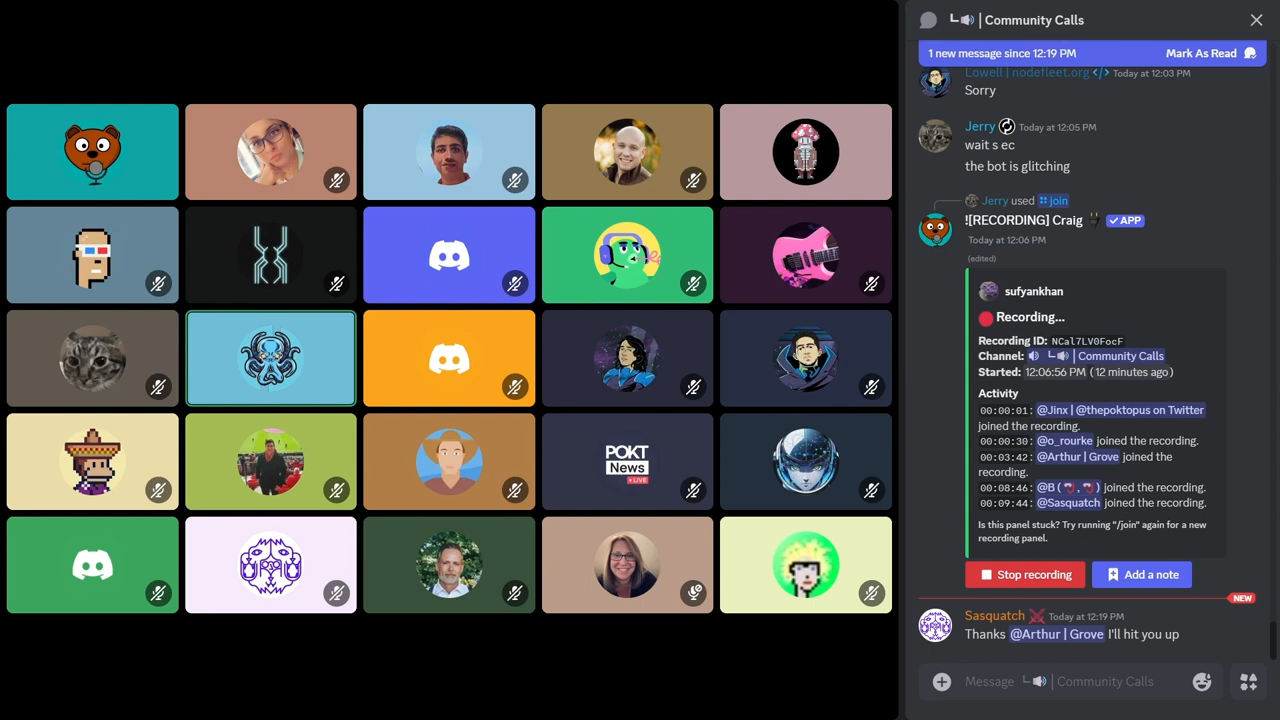 Community Calls
1 new message since 12:19 PM
Mark As Read
Lowell | nodefleet.org </> Today at 12:03 PM
Sorry
Jerry Today at 12:05 PM
wait s ec
the bot is glitching
Jerry used join
![RECORDING] Craig APP
Today at 12:06 PM
(edited)
sufyankhan
Recording...
Recording ID: NCal7LV0FocF
Channel: Community Calls
Started: 12:06:56 PM (12 minutes ago)
Activity
00:00:01: @Jinx | @thepoktopus on Twitter
joined the recording.
00:00:30: @o_rourke joined the recording.
00:03:42: @Arthur | Grove joined the
recording.
00:08:46: @B ( , ) joined the recording.
00:09:44: @Sasquatch joined the recording.
Is this panel stuck? Try running "/join" again for a new
recording panel.
Stop recording
Add a note
NEW
Sasquatch Today at 12:19 PM
Thanks @Arthur | Grove I'll hit you up
Message Community Calls
POKT
News
LIVE